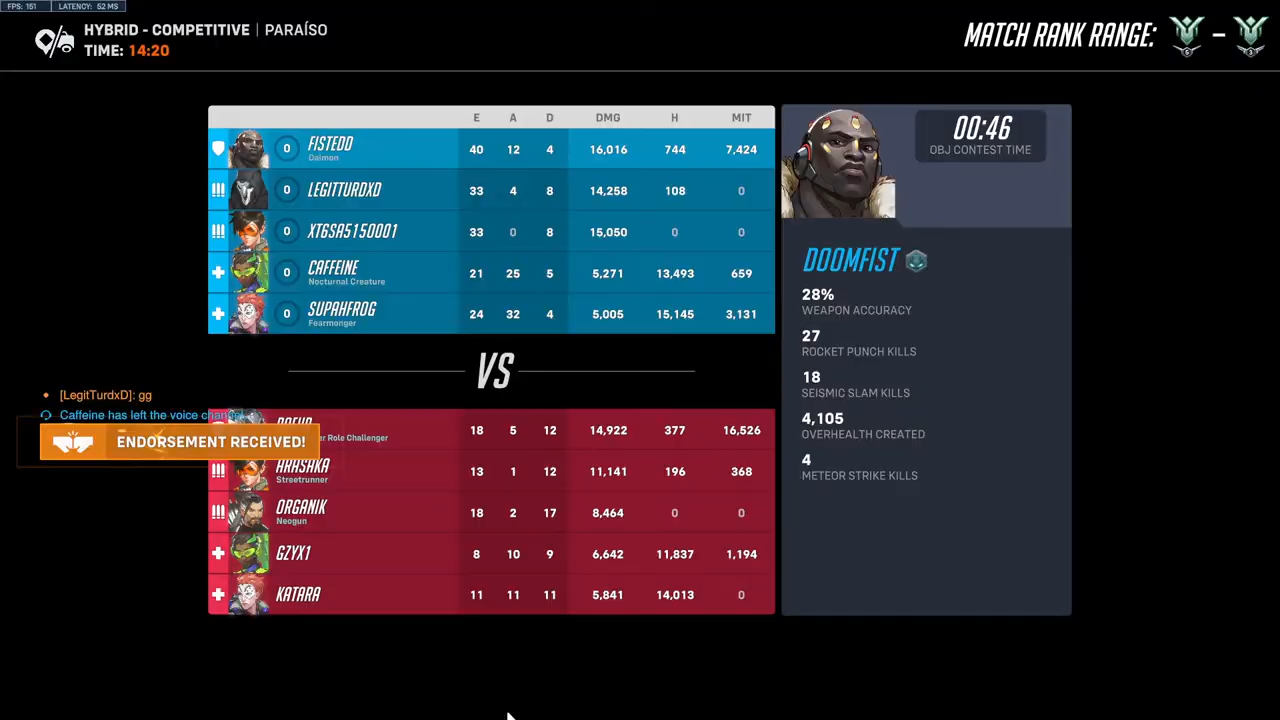 FPS: 151 LATENCY: 52 MS
HYBRID - COMPETITIVE | PARAÍSO
TIME: 14:20
MATCH RANK RANGE: 5 – 3
E A D DMG H MIT
0 FISTEDD 40 12 4 16,016 744 7,424
Daimon
0 LEGITTURDXD 33 4 8 14,258 108 0
0 XT6SA5150001 33 0 8 15,050 0 0
0 CAFFEINE 21 25 5 5,271 13,493 659
Nocturnal Creature
0 SUPAHFROG 24 32 4 5,005 15,145 3,131
Fearmonger
VS
[LegitTurdxD]: gg
Caffeine has left the voice
ENDORSEMENT RECEIVED!
Role Challenger 18 5 12 14,922 377 16,526
ARASAKA 13 1 12 11,141 196 368
Streetrunner
ORGANIK 18 2 17 8,464 0 0
Neogun
GZYX1 8 10 9 6,642 11,837 1,194
KATARA 11 11 11 5,841 14,013 0
00:46
OBJ CONTEST TIME
DOOMFIST
28%
WEAPON ACCURACY
27
ROCKET PUNCH KILLS
18
SEISMIC SLAM KILLS
4,105
OVERHEALTH CREATED
4
METEOR STRIKE KILLS